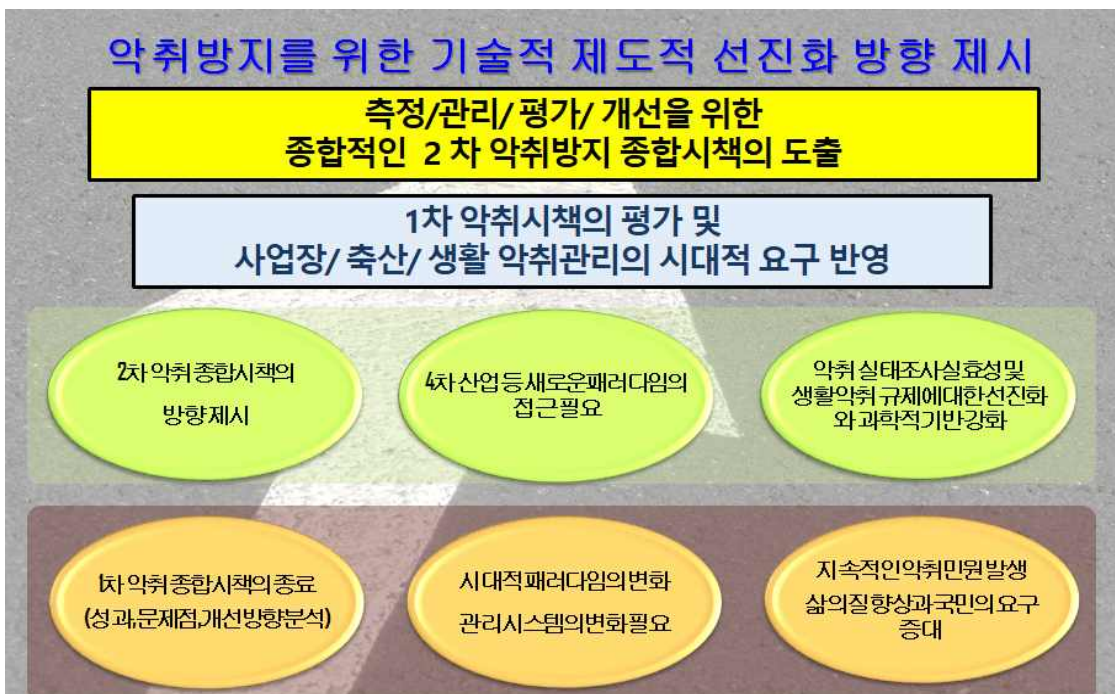 악취방지를 위한 기술적 제도적 선진화 방향 제시
측정/관리/ 평가/ 개선을 위한
종합적인 2 차 악취방지 종합시책의 도출
1차 악취시책의 평가 및
사업장/ 축산/ 생활 악취관리의 시대적 요구 반영
2차 악취 종합시책의
방향 제시
4차 산업 등 새로운 패러다임의
접근 필요
악취 실태조사 실효성 및
생활악취 규제에 대한 선진화
와 과학적 기반 강화
1차 악취 종합시책의 종료
(성과,문제점,개선방향 분석)
시대적 패러다임의 변화
관리시스템의 변화 필요
지속적인 악취민원 발생
삶의 질 향상과 국민의 요구
증대